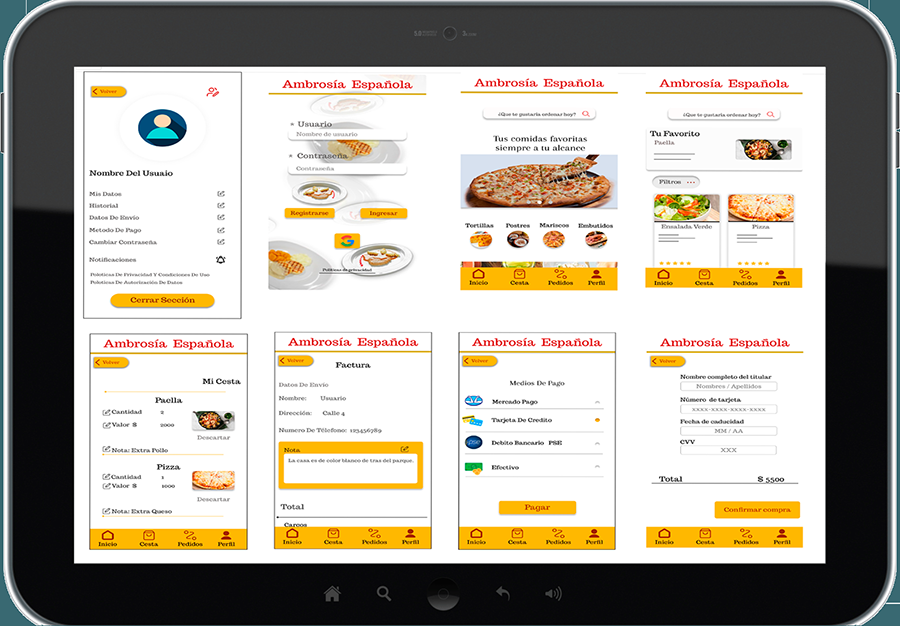 Volver
Nombre Del Usuaio
Mis Datos
Historial
Datos De Envio
Metodo De Pago
Cambiar Contraseña
Notificaciones
Pololicas De Privacidad Y Condiciones De Uso
Poloticas De Autorización De Datos
Cerrar Sección
Ambrosía Española
Usuario
Nombre de usuario
Contraseña
Contraseña
Registrarse
Ingresar
Políticas de privacidad
Ambrosía Española
¿Que te gustaría ordenar hoy?
Tus comidas favoritas
siempre a tu alcance
Tortillas Postres Mariscos Embutidos
Inicio Cesta Pedidos Perfil
Ambrosía Española
¿Que te gustaria ordenar hoy?
Tu Favorito
Paella
Filtros
Ensalada Verde Pizza
Inicio Cesta Pedidos Perfil
Ambrosía Española
Volver
Mi Cesta
Paella
Cantidad 2
Valor $ 2000
Descartar
Nota: Extra Pollo
Pizza
Cantidad 1
Valor $ 1000
Descartar
Nota: Extra Queso
Inicio Cesta Pedidos Perfil
Ambrosía Española
Volver
Factura
Datos De Envio
Nombre: Usuario
Dirección: Calle 4
Numero De Télefono: 123456789
Nota
La casa es de color blanco de tras del parque.
Total
Cargos
Inicio Cesta Pedidos Perfil
Ambrosía Española
Volver
Medios De Pago
Mercado Pago
Tarjeta De Credito
Debito Bancario PSE
Efectivo
Pagar
Inicio Cesta Pedidos Perfil
Ambrosía Española
Volver
Nombre completo del titular
Nombres / Apellidos
Número de tarjeta
xxxx-xxxx-xxxx-xxxx
Fecha de caducidad
MM / AA
CVV
XXX
Total $ 5500
Confirmar compra
Inicio Cesta Pedidos Perfil